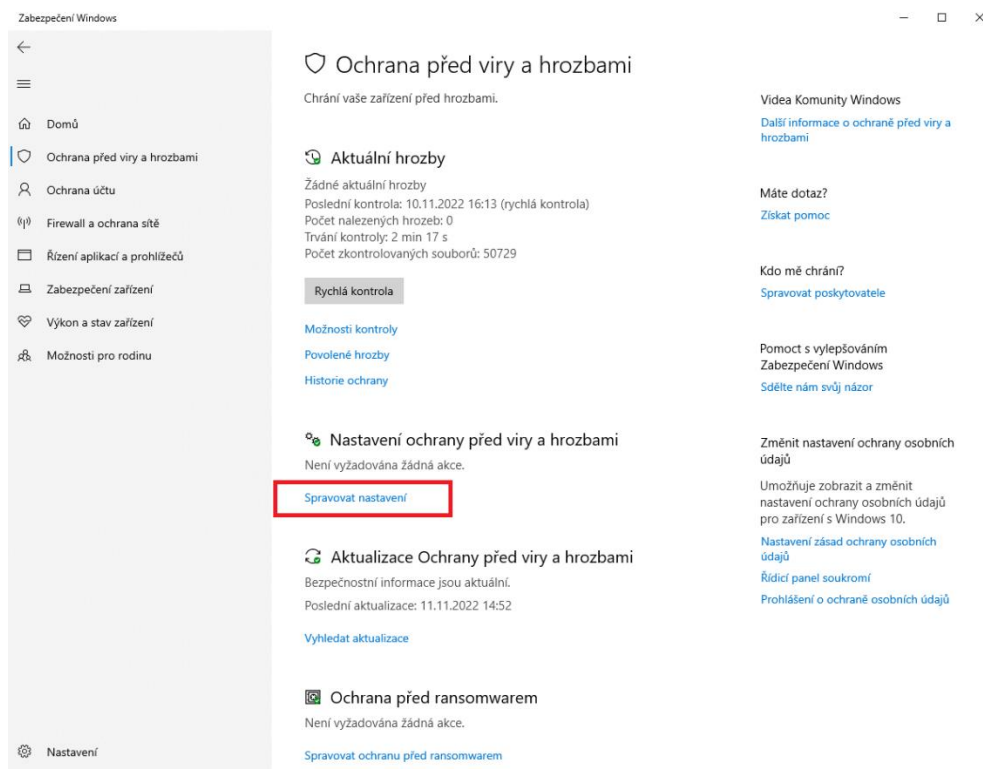 Zabezpečení Windows
Domů
Ochrana před viry a hrozbami
Ochrana účtu
Firewall a ochrana sítě
Řízení aplikací a prohlížečů
Zabezpečení zařízení
Výkon a stav zařízení
Možnosti pro rodinu
Nastavení
Ochrana před viry a hrozbami
Chrání vaše zařízení před hrozbami.
Aktuální hrozby
Žádné aktuální hrozby
Poslední kontrola: 10.11.2022 16:13 (rychlá kontrola)
Počet nalezených hrozeb: 0
Trvání kontroly: 2 min 17 s
Počet zkontrolovaných souborů: 50729
Rychlá kontrola
Možnosti kontroly
Povolené hrozby
Historie ochrany
Nastavení ochrany před viry a hrozbami
Není vyžadována žádná akce.
Spravovat nastavení
Aktualizace Ochrany před viry a hrozbami
Bezpečnostní informace jsou aktuální.
Poslední aktualizace: 11.11.2022 14:52
Vyhledat aktualizace
Ochrana před ransomwarem
Není vyžadována žádná akce.
Spravovat ochranu před ransomwarem
Videa Komunity Windows
Další informace o ochraně před viry a
hrozbami
Máte dotaz?
Získat pomoc
Kdo mě chrání?
Spravovat poskytovatele
Pomoct s vylepšováním
Zabezpečení Windows
Sdělte nám svůj názor
Změnit nastavení ochrany osobních
údajů
Umožňuje zobrazit a změnit
nastavení ochrany osobních údajů
pro zařízení s Windows 10.
Nastavení zásad ochrany osobních
údajů
Řídicí panel soukromí
Prohlášení o ochraně osobních údajů